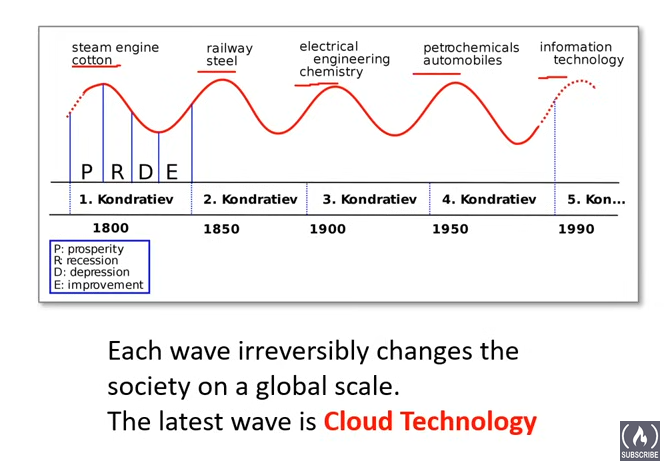 steam engine
cotton
railway
steel
electrical
engineering
chemistry
petrochemicals
automobiles
information
technology
P R D E
1. Kondratiev 2. Kondratiev 3. Kondratiev 4. Kondratiev 5. Kon...
1800 1850 1900 1950 1990
P: prosperity
R: recession
D: depression
E: improvement
Each wave irreversibly changes the
society on a global scale.
The latest wave is Cloud Technology
SUBSCRIBE